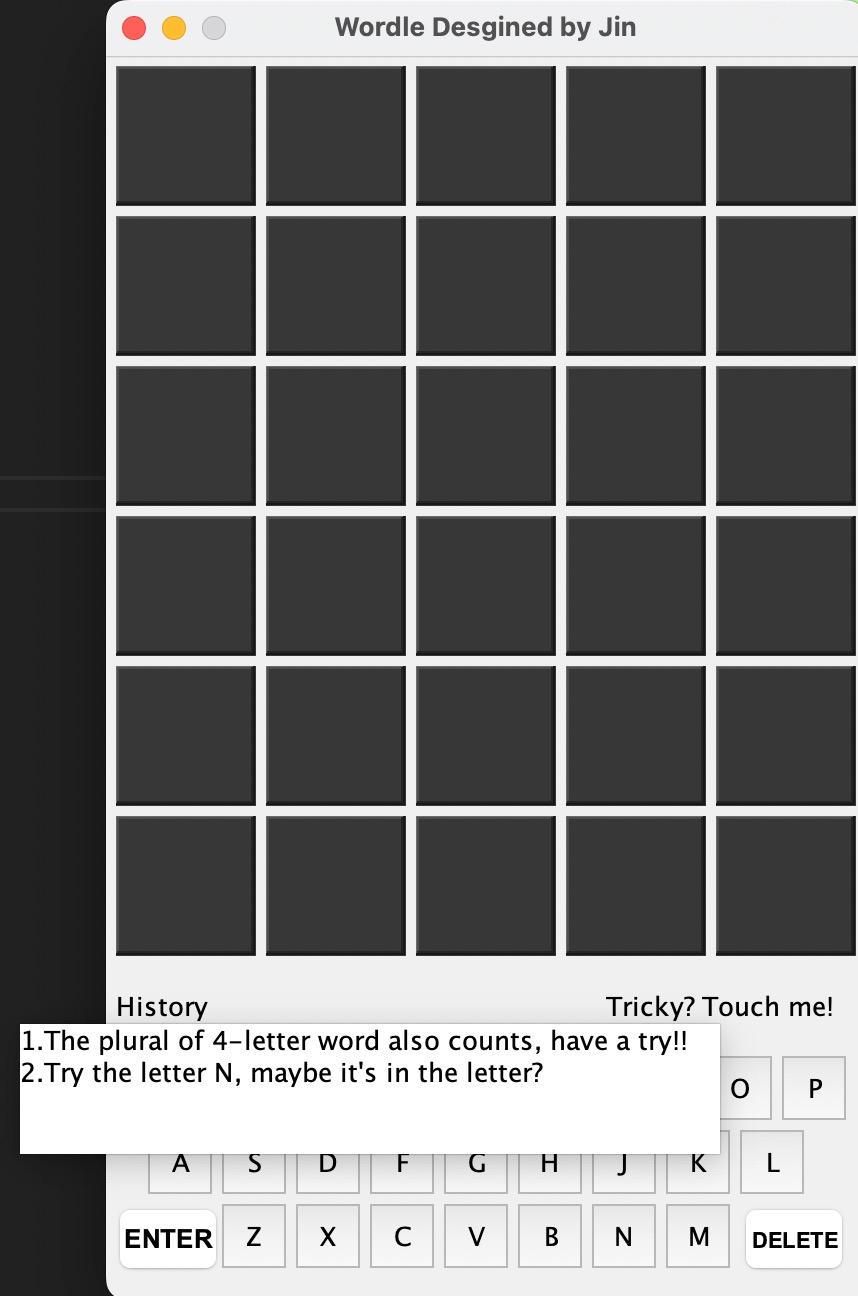 Wordle Desgined by Jin
History
Tricky? Touch me!
1.The plural of 4-letter word also counts, have a try!!
2.Try the letter N, maybe it's in the letter?
O P
A S D F G H J K L
ENTER Z X C V B N M DELETE